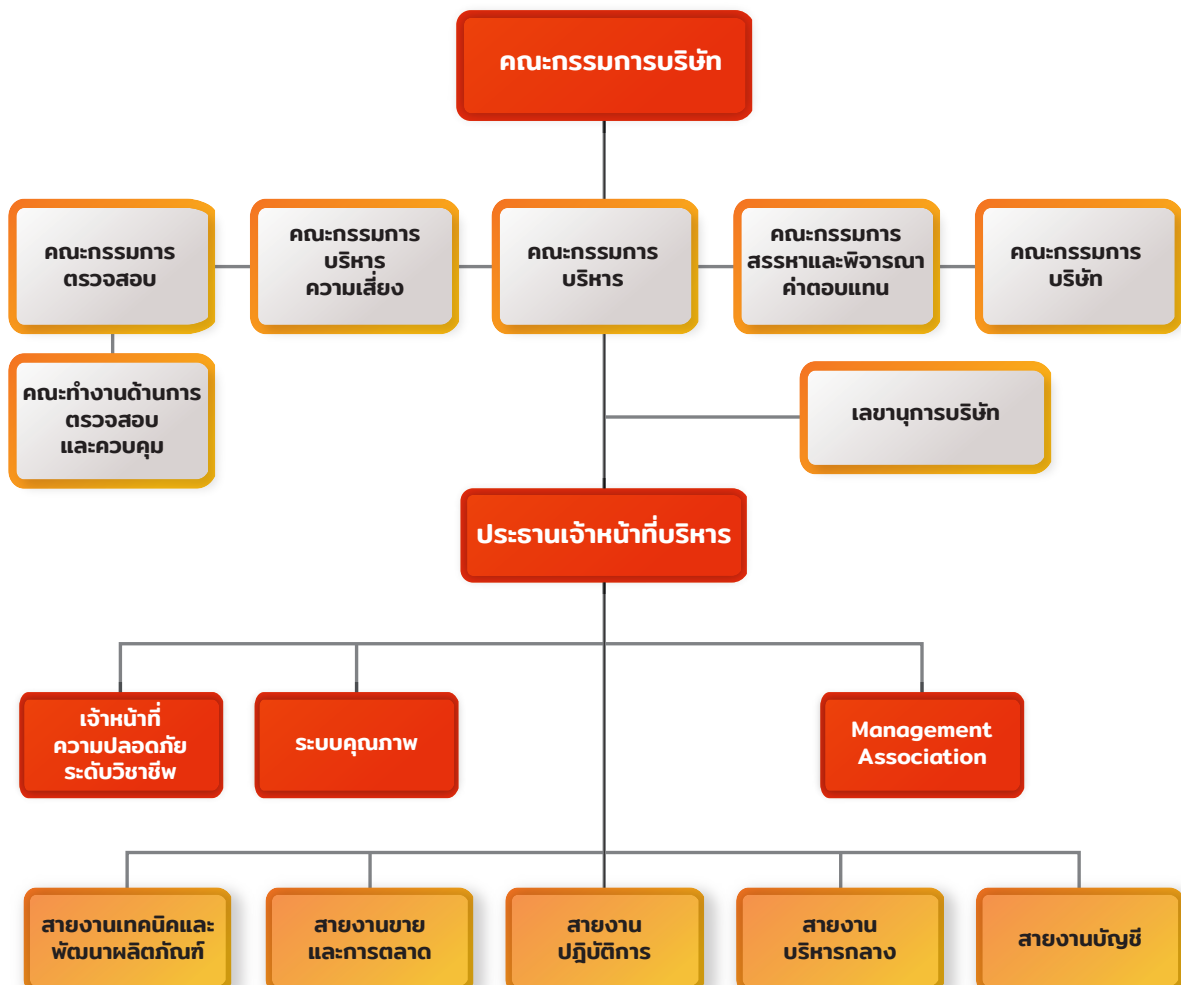 คณะกรรมการบริษัท
คณะกรรมการ
ตรวจสอบ
คณะกรรมการ
บริหาร
ความเสี่ยง
คณะกรรมการ
บริหาร
คณะกรรมการ
สรรหาและพิจารณา
ค่าตอบแทน
คณะกรรมการ
บริษัท
คณะทำงานด้านการ
ตรวจสอบ
และควบคุม
เลขานุการบริษัท
ประธานเจ้าหน้าที่บริหาร
เจ้าหน้าที่
ความปลอดภัย
ระดับวิชาชีพ
ระบบคุณภาพ
Management
Association
สายงานเทคนิคและ
พัฒนาผลิตภัณฑ์
สายงานขาย
และการตลาด
สายงาน
ปฏิบัติการ
สายงาน
บริหารกลาง
สายงานบัญชี